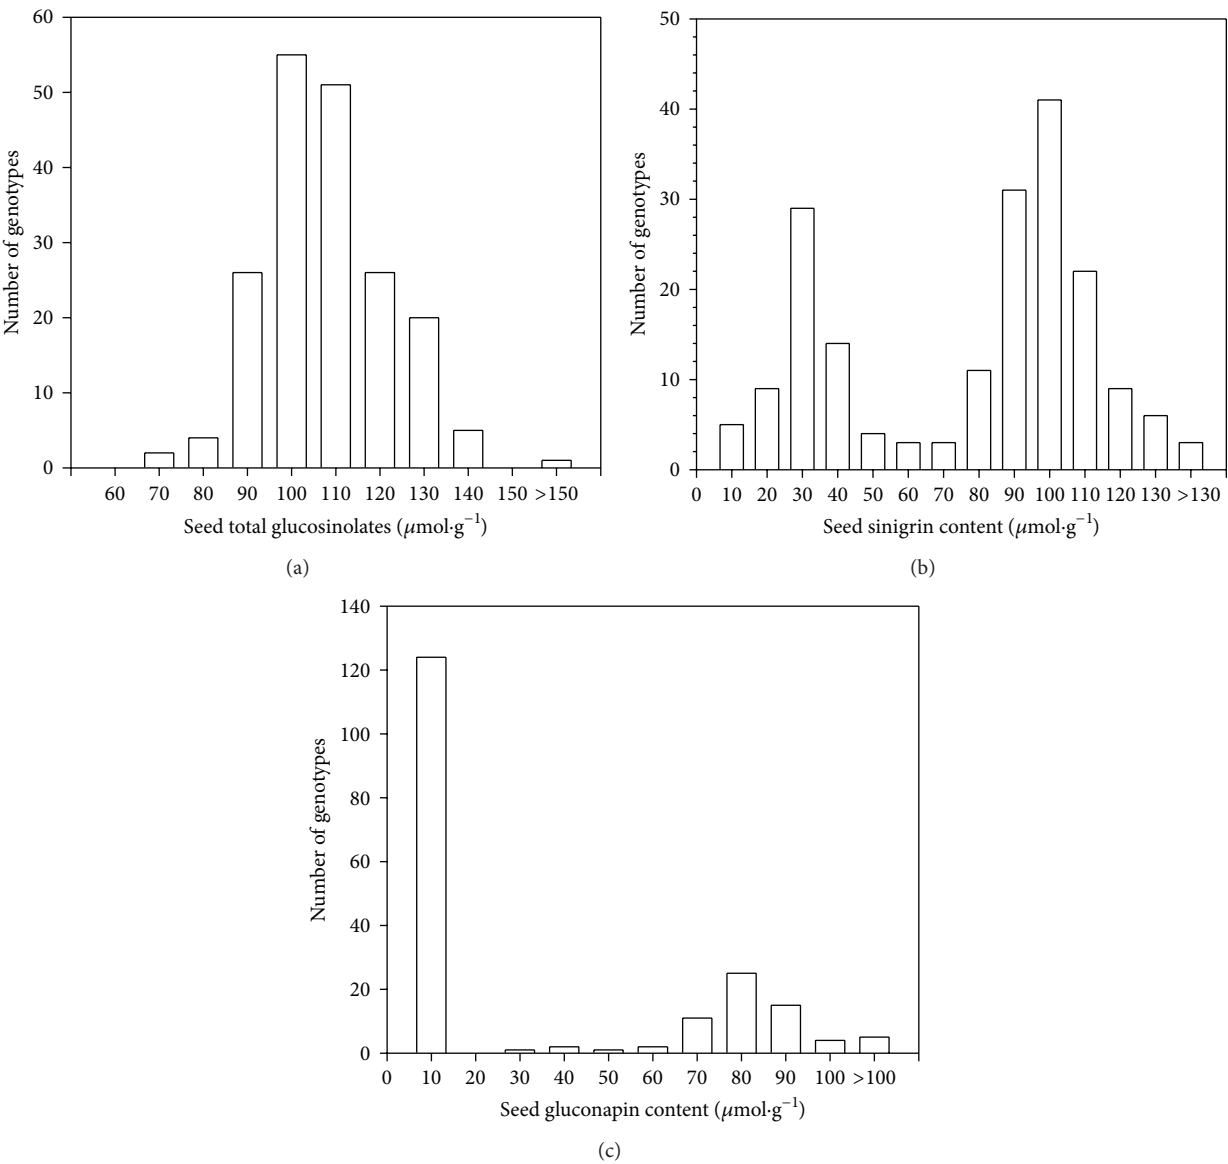 60
50
40
30
20
10
0
Number of genotypes
60 70 80 90 100 110 120 130 140 150 >150
Seed total glucosinolates (μmol·g⁻¹)
(a)
50
40
30
20
10
0
Number of genotypes
0 10 20 30 40 50 60 70 80 90 100 110 120 130 >130
Seed sinigrin content (μmol·g⁻¹)
(b)
140
120
100
80
60
40
20
0
Number of genotypes
0 10 20 30 40 50 60 70 80 90 100 >100
Seed gluconapin content (μmol·g⁻¹)
(c)